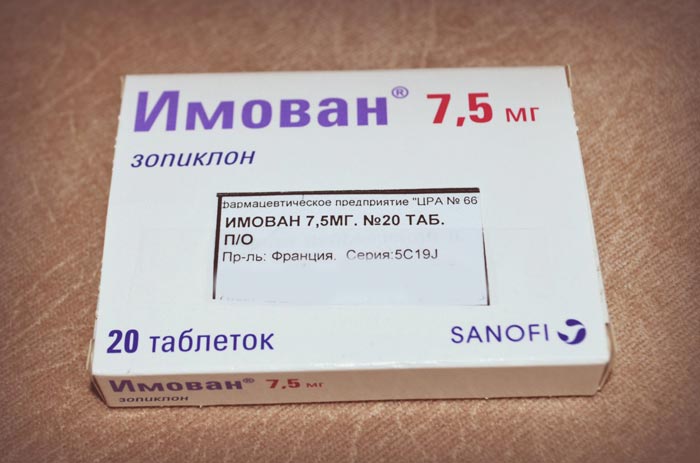 Имован® 7,5 мг
зопиклон
фармацевтическое предприятие "ЦРА № 66
ИМОВАН 7,5МГ. №20 ТАБ.
П/О
Пр-ль: Франция. Серия:5C19J
20 таблеток
SANOFI
Имован® 7,5 мг
зопиклон